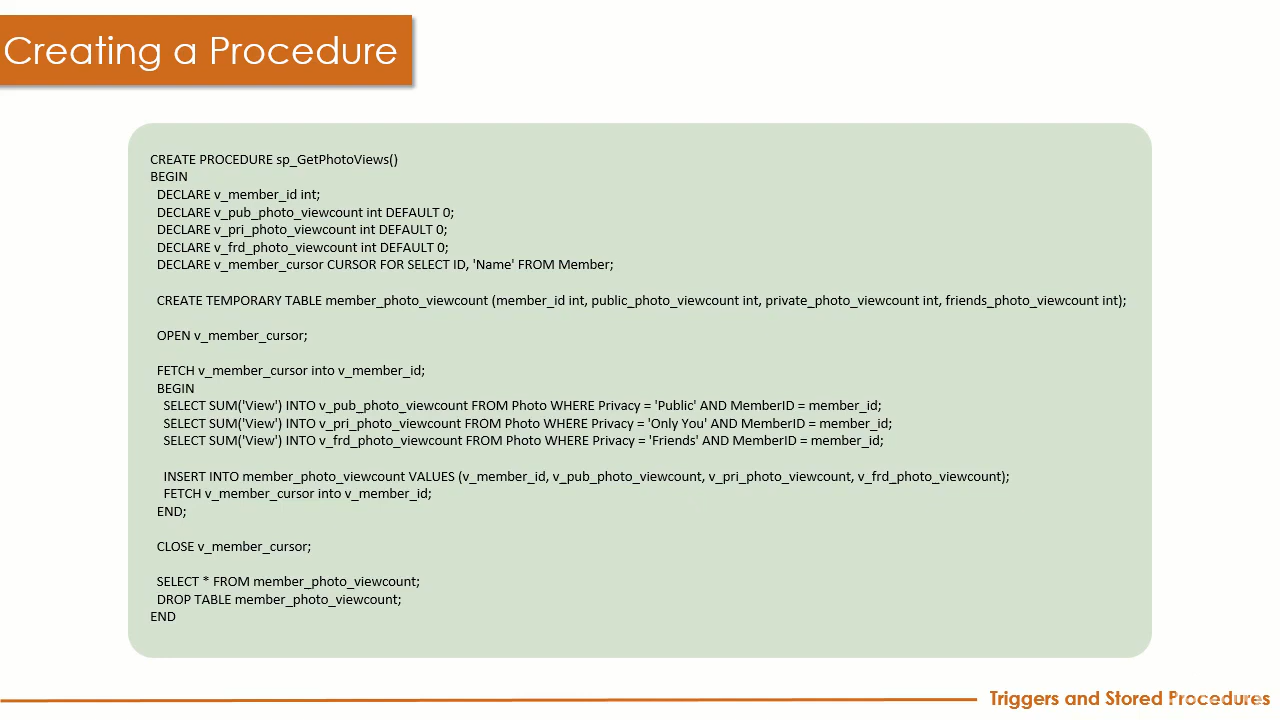 Creating a Procedure
CREATE PROCEDURE sp_GetPhotoViews()
BEGIN
DECLARE v_member_id int;
DECLARE v_pub_photo_viewcount int DEFAULT 0;
DECLARE v_pri_photo_viewcount int DEFAULT 0;
DECLARE v_frd_photo_viewcount int DEFAULT 0;
DECLARE v_member_cursor CURSOR FOR SELECT ID, 'Name' FROM Member;
CREATE TEMPORARY TABLE member_photo_viewcount (member_id int, public_photo_viewcount int, private_photo_viewcount int, friends_photo_viewcount int);
OPEN v_member_cursor;
FETCH v_member_cursor into v_member_id;
BEGIN
SELECT SUM('View') INTO v_pub_photo_viewcount FROM Photo WHERE Privacy = 'Public' AND MemberID = member_id;
SELECT SUM('View') INTO v_pri_photo_viewcount FROM Photo WHERE Privacy = 'Only You' AND MemberID = member_id;
SELECT SUM('View') INTO v_frd_photo_viewcount FROM Photo WHERE Privacy = 'Friends' AND MemberID = member_id;
INSERT INTO member_photo_viewcount VALUES (v_member_id, v_pub_photo_viewcount, v_pri_photo_viewcount, v_frd_photo_viewcount);
FETCH v_member_cursor into v_member_id;
END;
CLOSE v_member_cursor;
SELECT * FROM member_photo_viewcount;
DROP TABLE member_photo_viewcount;
END
Triggers and Stored Procedures